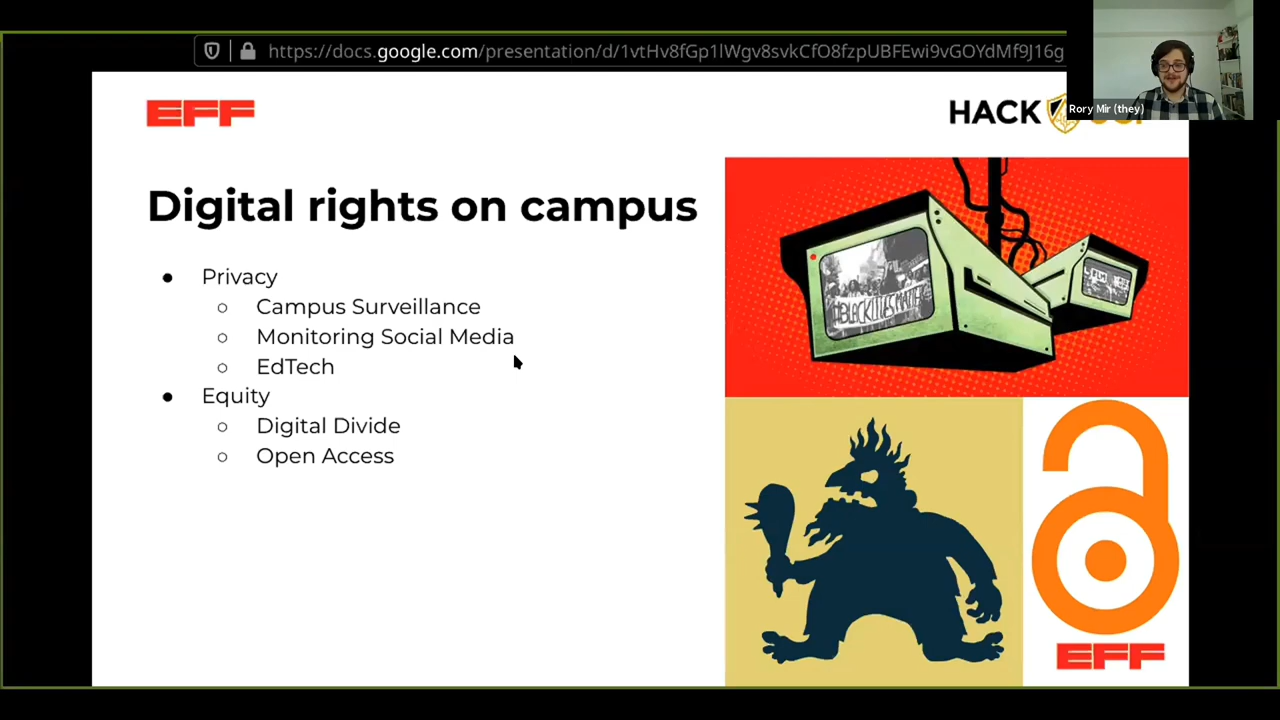 https://docs.google.com/presentation/d/1vtHv8fGp1lWgv8svkCfO8fzpUBFEwi9vGOYdMf9J16g
Rory Mir (they)
EFF
HACK
Digital rights on campus
● Privacy
○ Campus Surveillance
○ Monitoring Social Media
○ EdTech
● Equity
○ Digital Divide
○ Open Access
#BLACKLIVESMATTER
EFF